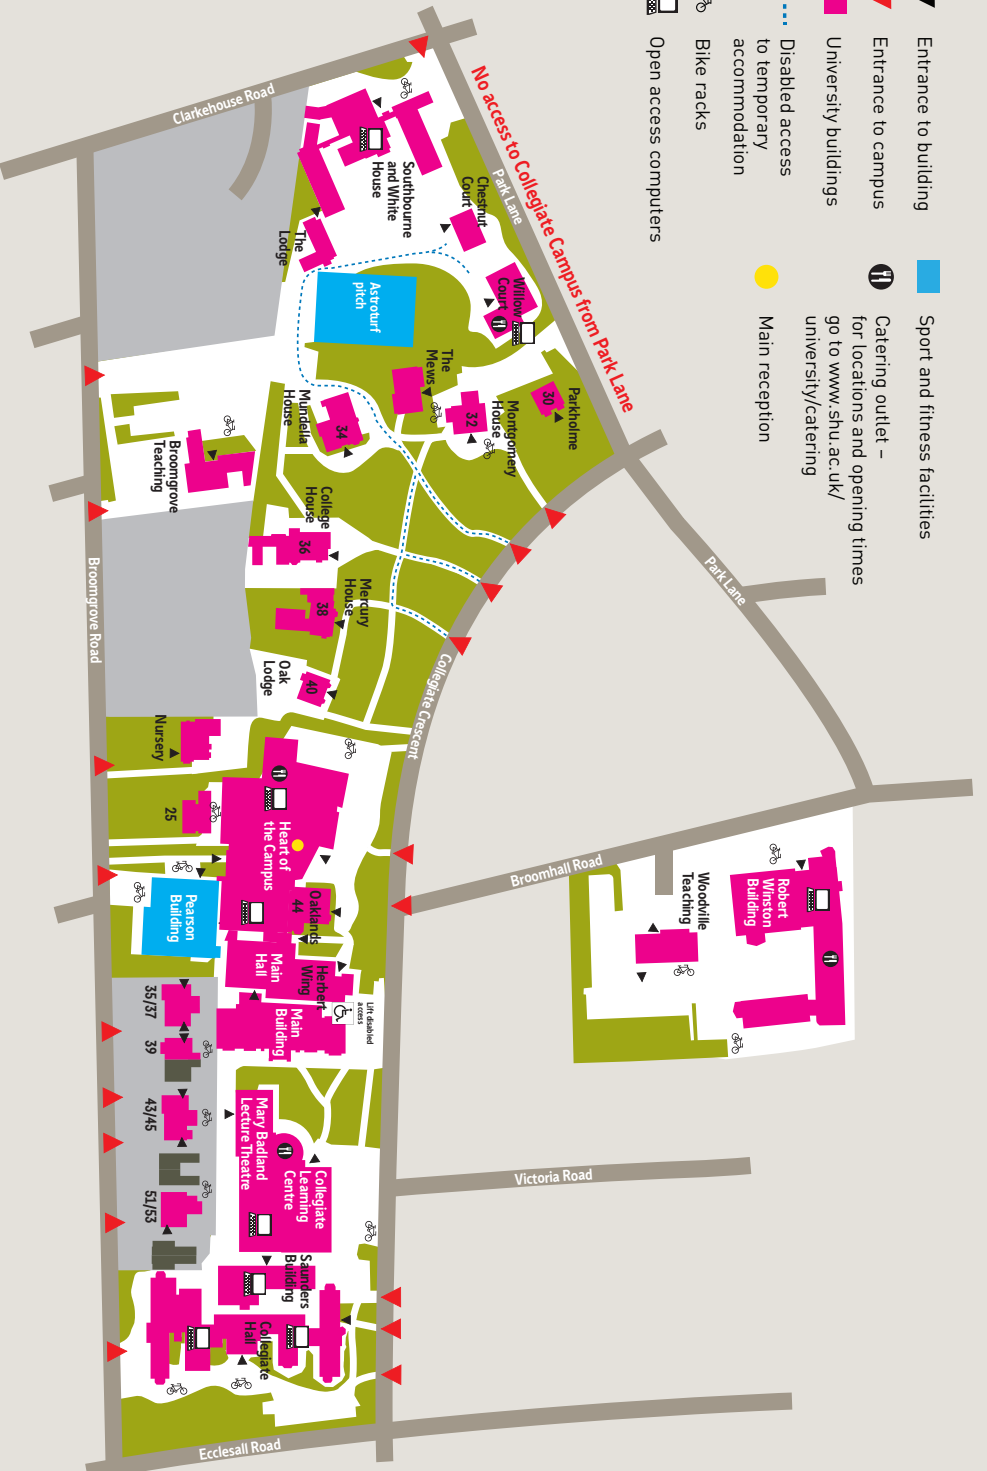 Entrance to building
Entrance to campus
University buildings
Disabled access
to temporary
accommodation
Bike racks
Open access computers
Sport and fitness facilities
Catering outlet –
for locations and opening times
go to www.shu.ac.uk/
university/catering
Main reception
No access to Collegiate Campus from Park Lane
Park Lane
Clarkehouse Road
Southbourne
and White
House
Chestnut
Court
The
Lodge
Willow
Court
Astroturf
pitch
The
Mews
Parkholme
30
Montgomery
House
32
Mundella
House
34
Broomgrove
Teaching
College
House
36
Mercury
House
38
Oak
Lodge
40
Park Lane
Broomgrove Road
Collegiate Crescent
Nursery
25
Heart of
the Campus
Oaklands
44
Pearson
Building
Main
Hall
Herbert
Wing
Main
Building
Lift disabled
access
Broomhall Road
Woodville
Teaching
Robert
Winston
Building
35/37
39
43/45
51/53
Mary Badland
Lecture Theatre
Collegiate
Learning
Centre
Victoria Road
Saunders
Building
Collegiate
Hall
Ecclesall Road